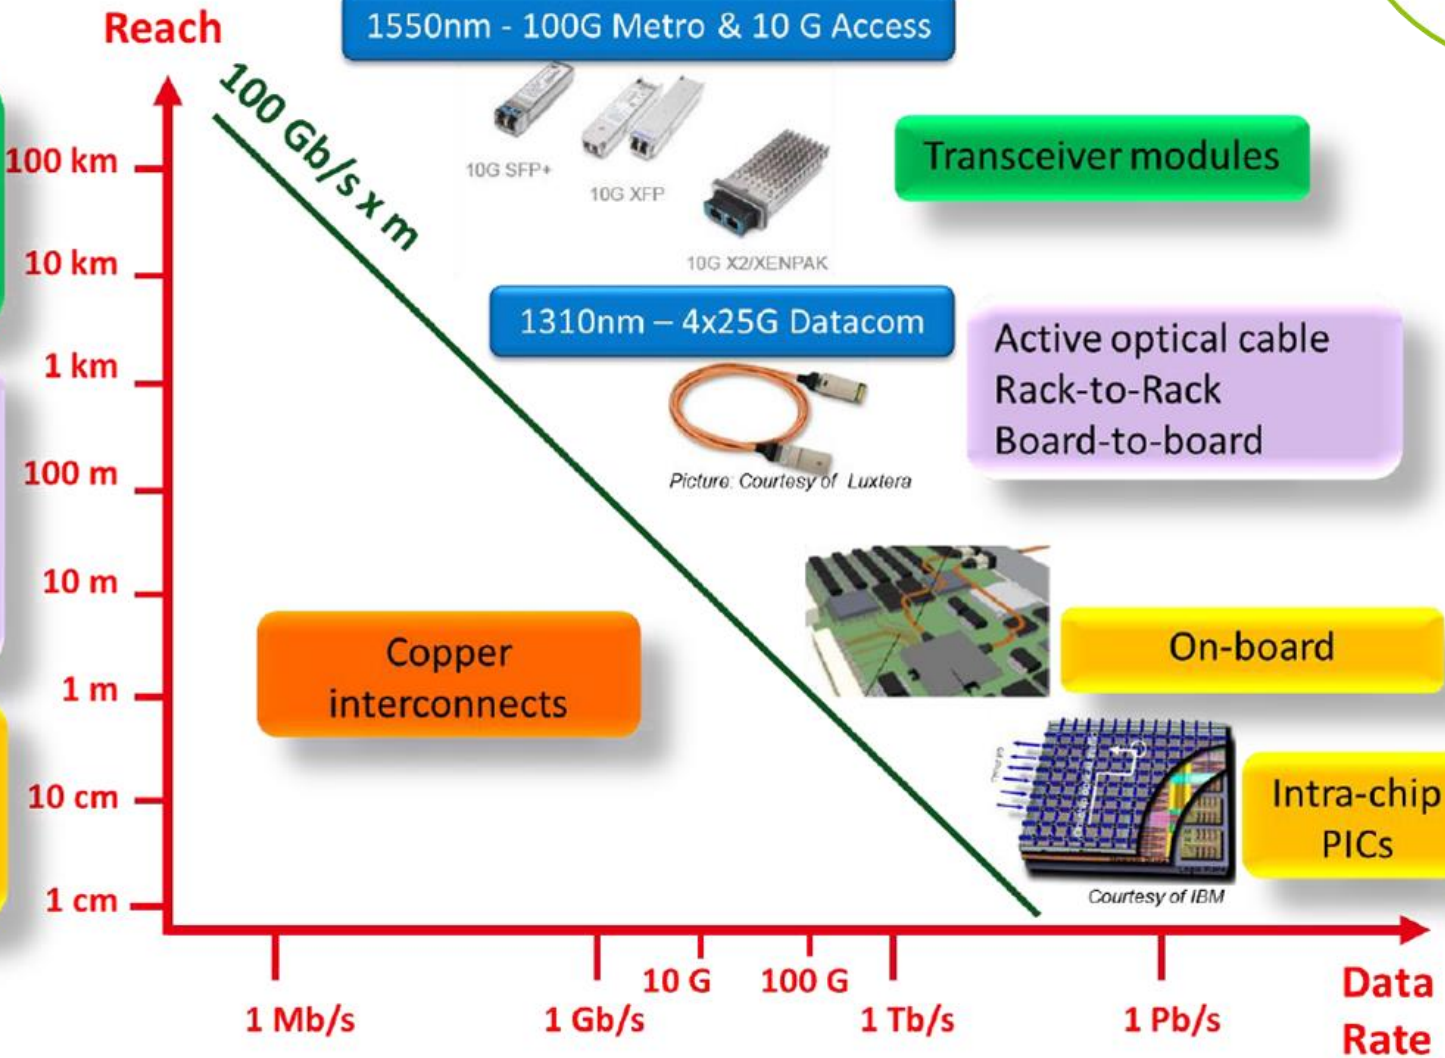 Reach
1550nm - 100G Metro & 10 G Access
100 Gb/s x m
10G SFP+
10G XFP
10G X2/XENPAK
Transceiver modules
100 km
10 km
1 km
100 m
10 m
1 m
10 cm
1 cm
1310nm – 4x25G Datacom
Picture: Courtesy of Luxtera
Active optical cable
Rack-to-Rack
Board-to-board
Copper
interconnects
On-board
Intra-chip
PICs
Courtesy of IBM
10 G
100 G
1 Mb/s
1 Gb/s
1 Tb/s
1 Pb/s
Data
Rate